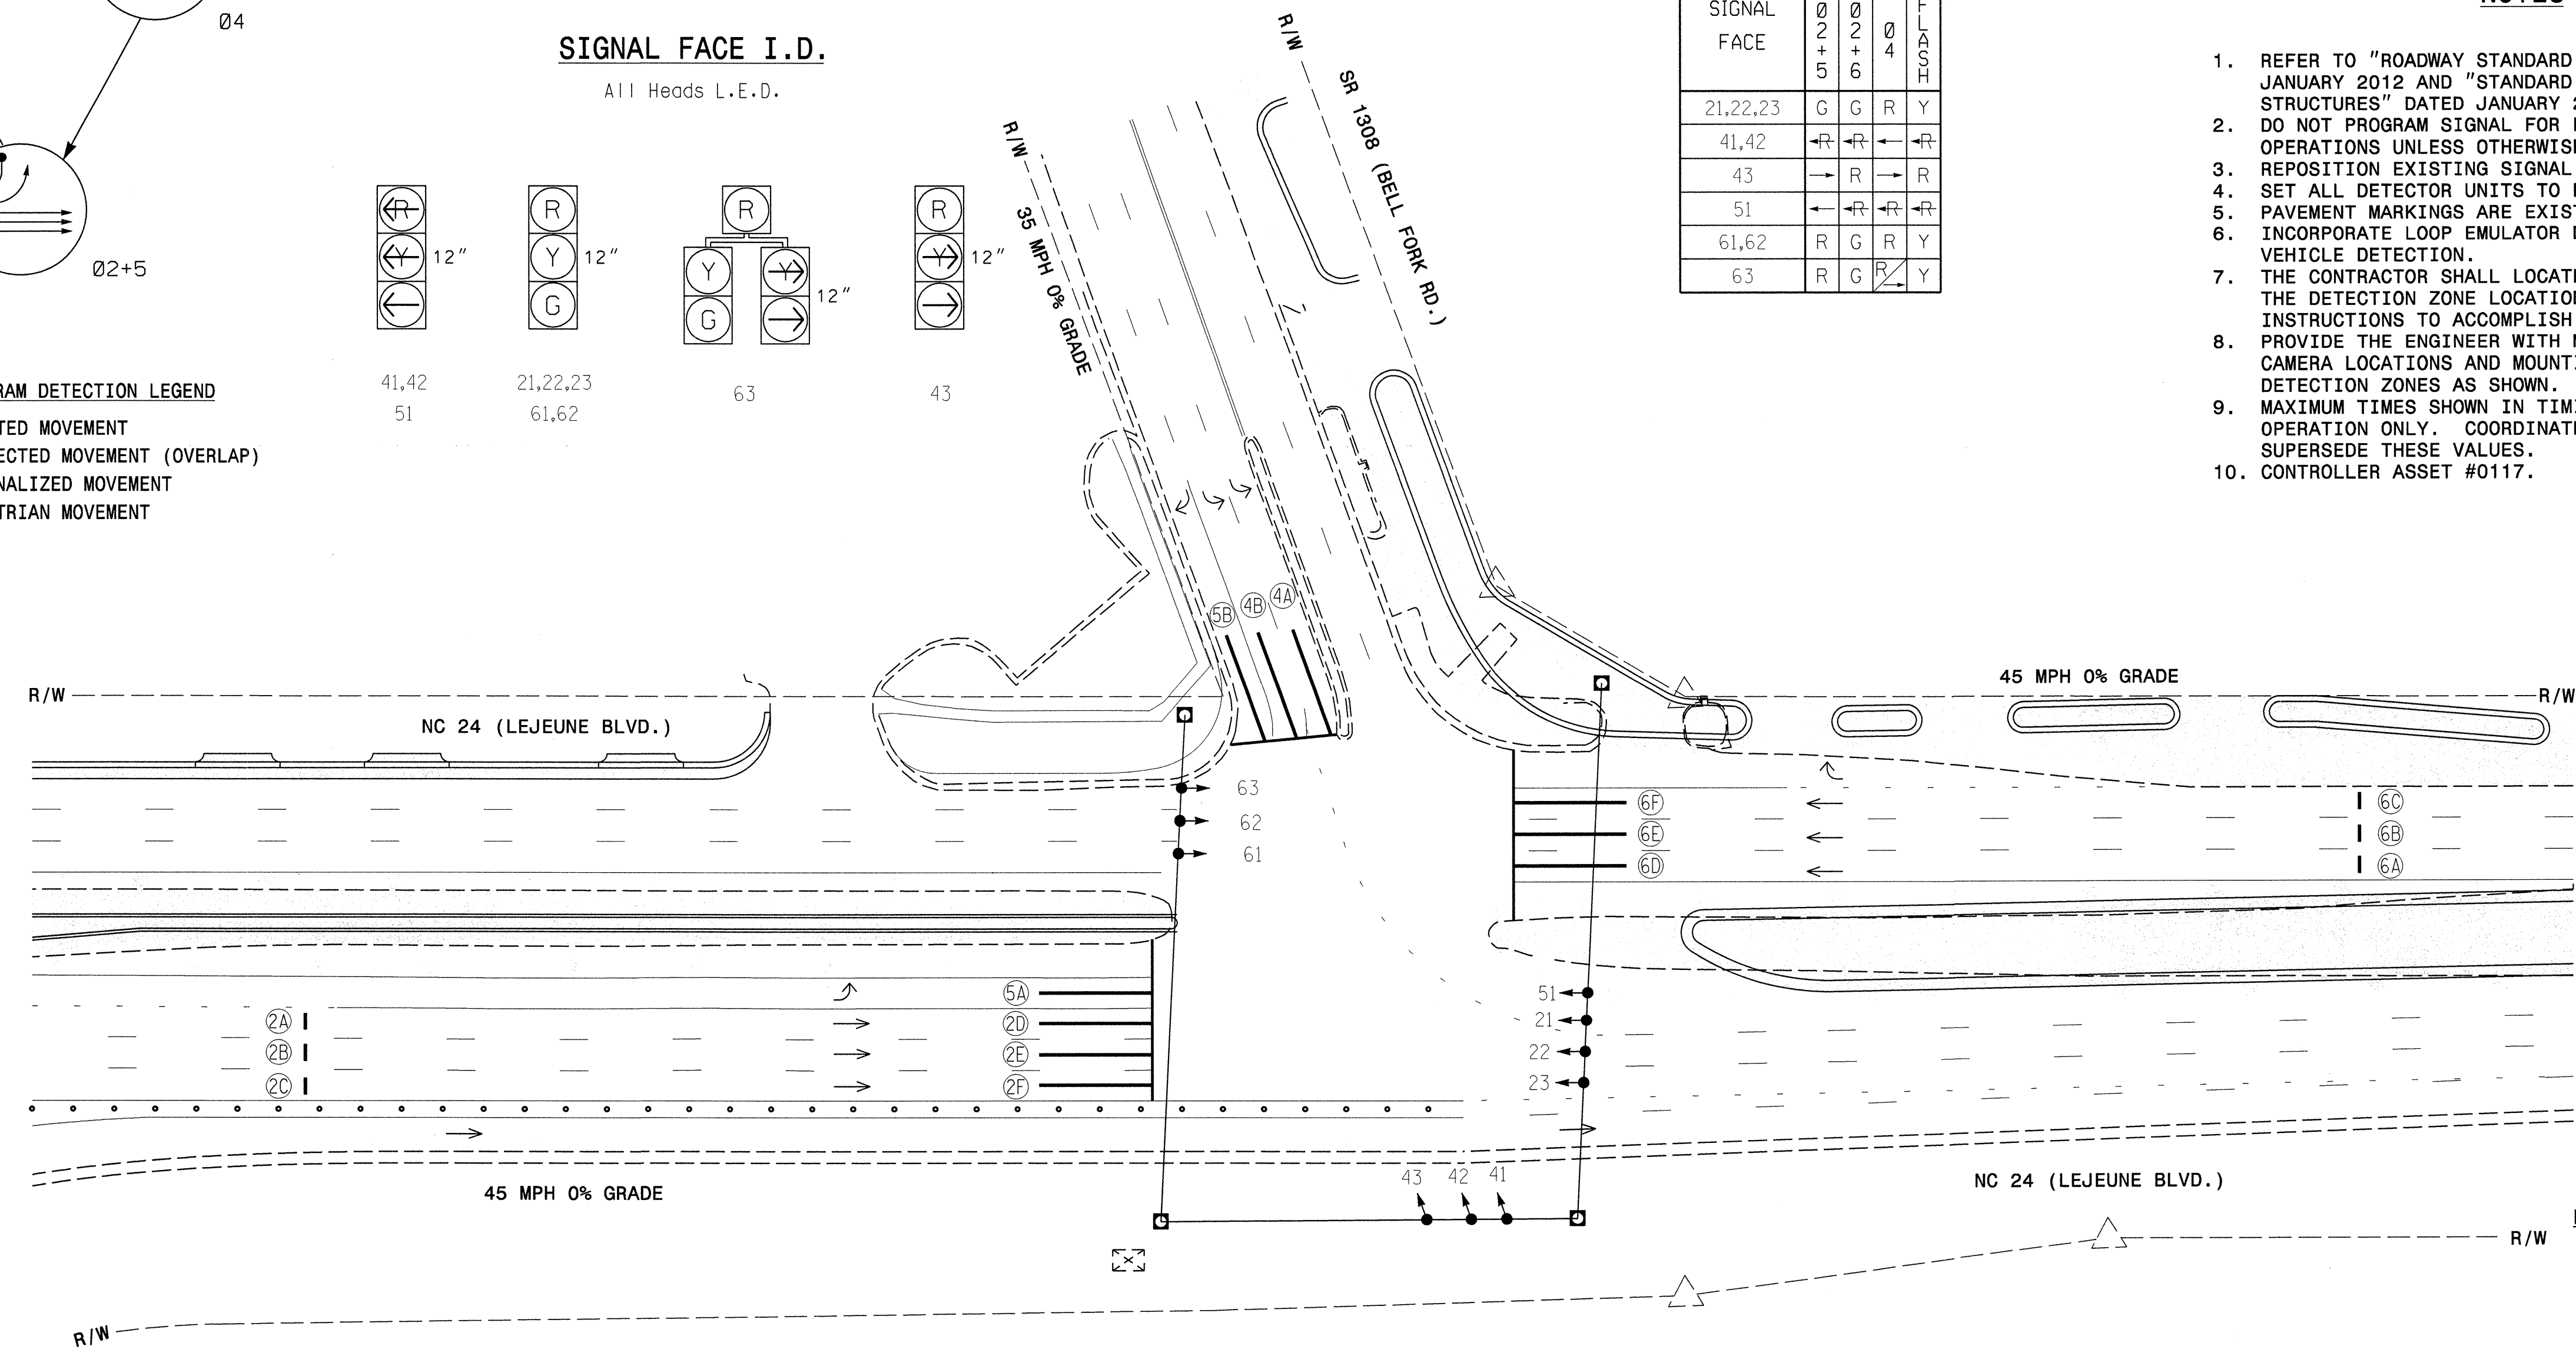 Ø4
Ø2+5
SIGNAL FACE I.D.
All Heads L.E.D.
R
Y
12"
R
Y
G
12"
R
Y
Y
G
12"
R
Y
12"
41,42
51
21,22,23
61,62
63
43
RAM DETECTION LEGEND
TED MOVEMENT
ECTED MOVEMENT (OVERLAP)
NALIZED MOVEMENT
TRIAN MOVEMENT
SIGNAL FACE Ø2+5 Ø2+6 Ø4 FLASH
21,22,23 G G R Y
41,42 R R ← R
43 → R → R
51 ← R R R
61,62 R G R Y
63 R G R/→ Y
1. REFER TO "ROADWAY STANDARD
JANUARY 2012 AND "STANDARD
STRUCTURES" DATED JANUARY
2. DO NOT PROGRAM SIGNAL FOR
OPERATIONS UNLESS OTHERWIS
3. REPOSITION EXISTING SIGNAL
4. SET ALL DETECTOR UNITS TO
5. PAVEMENT MARKINGS ARE EXIS
6. INCORPORATE LOOP EMULATOR
VEHICLE DETECTION.
7. THE CONTRACTOR SHALL LOCAT
THE DETECTION ZONE LOCATION
INSTRUCTIONS TO ACCOMPLISH
8. PROVIDE THE ENGINEER WITH
CAMERA LOCATIONS AND MOUNT
DETECTION ZONES AS SHOWN.
9. MAXIMUM TIMES SHOWN IN TIM
OPERATION ONLY. COORDINAT
SUPERSEDE THESE VALUES.
10. CONTROLLER ASSET #0117.
R/W
SR 1308 (BELL FORK RD.)
R/W
35 MPH 0% GRADE
5B
4B
4A
R/W
NC 24 (LEJEUNE BLVD.)
45 MPH 0% GRADE
R/W
63
62
61
6F
6E
6D
6C
6B
6A
5A
2D
2E
2F
2A
2B
2C
51
21
22
23
43 42 41
45 MPH 0% GRADE
NC 24 (LEJEUNE BLVD.)
R/W
X
R/W